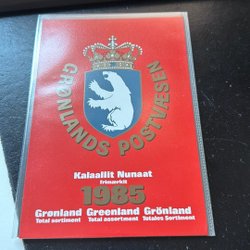 GRØNLANDS POSTVÆSEN
Kalaallit Nunaat
frimærkit
1985
Grønland Greenland Grönland
Total sortiment Total assortment Totales Sortiment